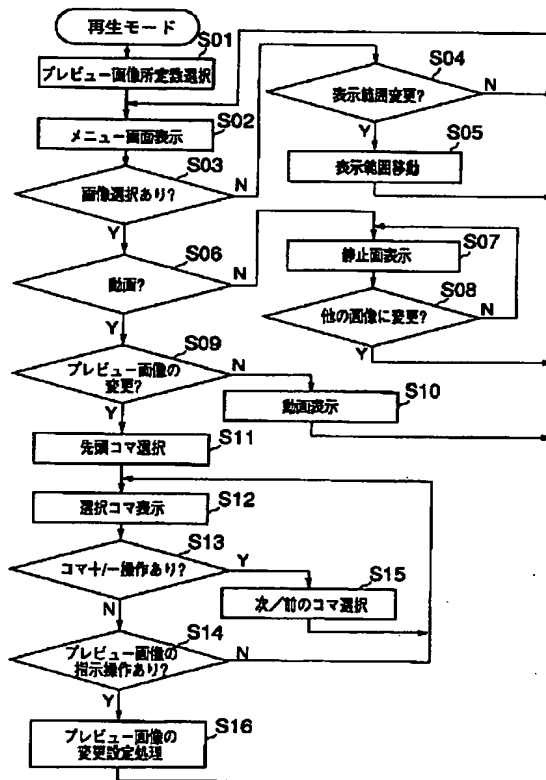 再生モード
S01
プレビュー画像所定数選択
S02
メニュー画面表示
S03
画像選択あり?
N
Y
S04
表示範囲変更?
N
Y
S05
表示範囲移動
S06
動画?
N
Y
S07
静止画表示
S08
他の画像に変更?
N
Y
S09
プレビュー画像の
変更?
N
Y
S10
動画表示
S11
先頭コマ選択
S12
選択コマ表示
S13
コマ+/ー操作あり?
Y
N
S15
次/前のコマ選択
S14
プレビュー画像の
指示操作あり?
N
Y
S16
プレビュー画像の
変更設定処理